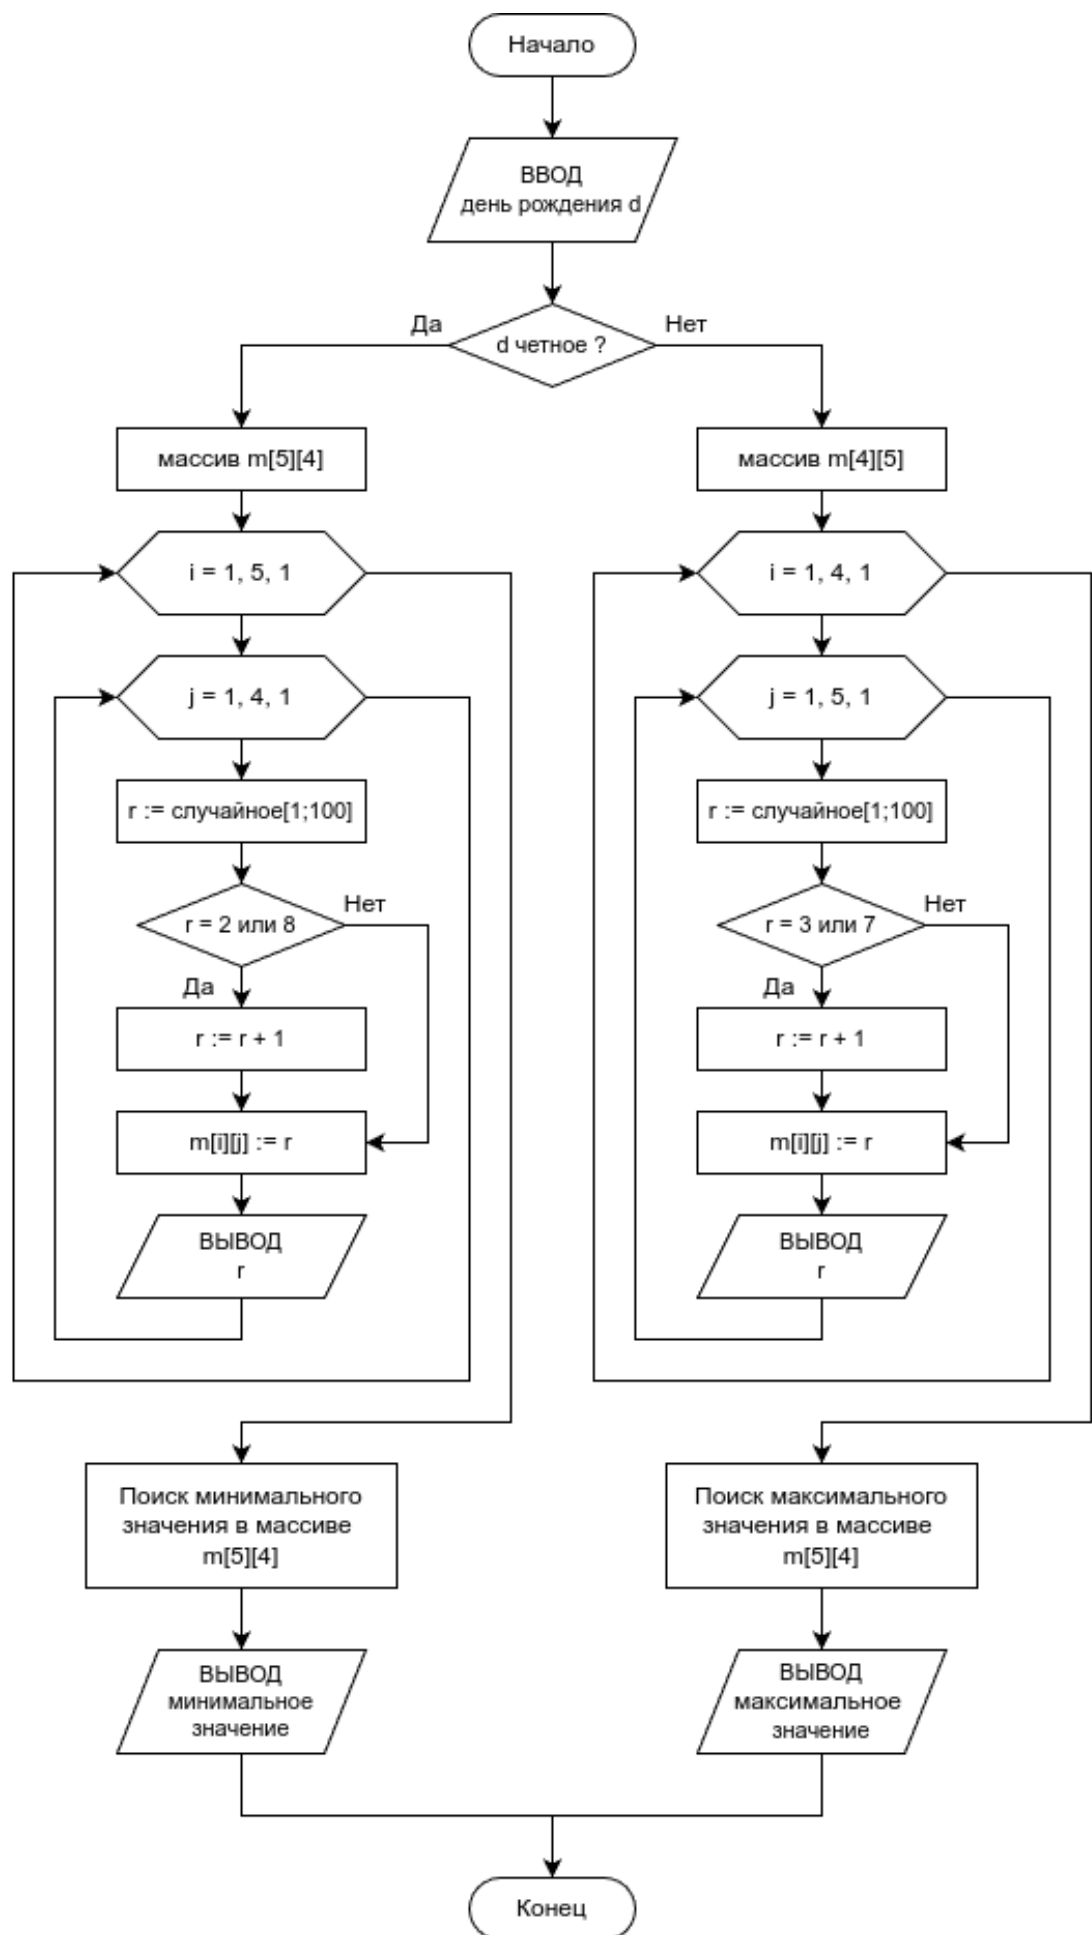 Начало
ВВОД
день рождения d
Да
d четное ?
Нет
массив m[5][4]
i = 1, 5, 1
j = 1, 4, 1
r := случайное[1;100]
r = 2 или 8
Нет
Да
r := r + 1
m[i][j] := r
ВЫВОД
r
Поиск минимального
значения в массиве
m[5][4]
ВЫВОД
минимальное
значение
массив m[4][5]
i = 1, 4, 1
j = 1, 5, 1
r := случайное[1;100]
r = 3 или 7
Нет
Да
r := r + 1
m[i][j] := r
ВЫВОД
r
Поиск максимального
значения в массиве
m[5][4]
ВЫВОД
максимальное
значение
Конец